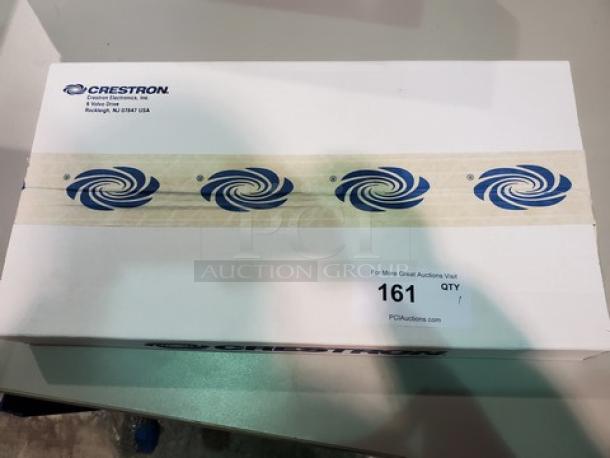 CRESTRON.
Crestron Electronics, Inc.
6 Volvo Drive
Rockleigh, NJ 07647 USA
® ® ® ®
PCI
AUCTION GROUP
For More Great Auctions Visit
161 QTY
1
PCIAuctions.com
CRESTRON